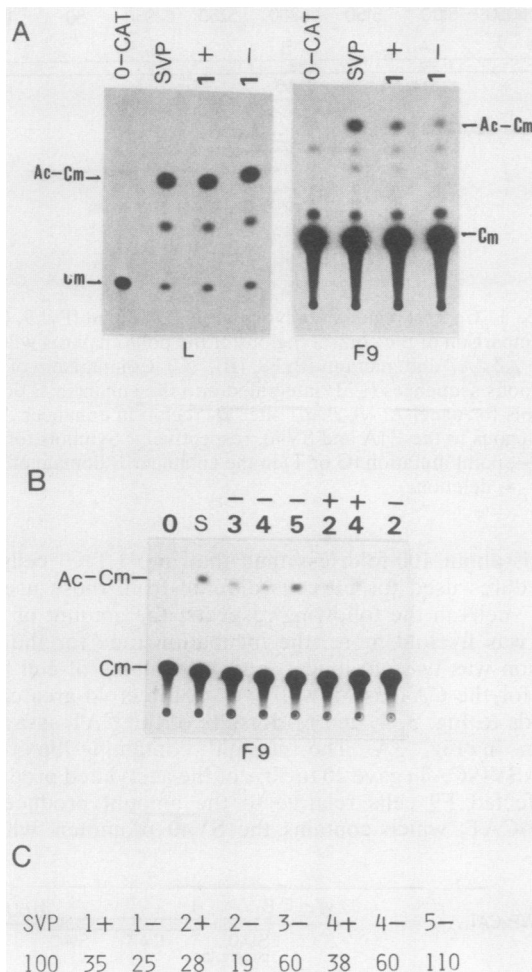 A
O-CAT
SVP
1 +
1 -
O-CAT
SVP
1 +
1 -
Ac-Cm
Cm
Ac-Cm
Cm
L
F9
B
- - - + + -
0 S 3 4 5 2 4 2
Ac-Cm
Cm
F9
C
SVP 1+ 1- 2+ 2- 3- 4+ 4- 5-
100 35 25 28 19 60 38 60 110